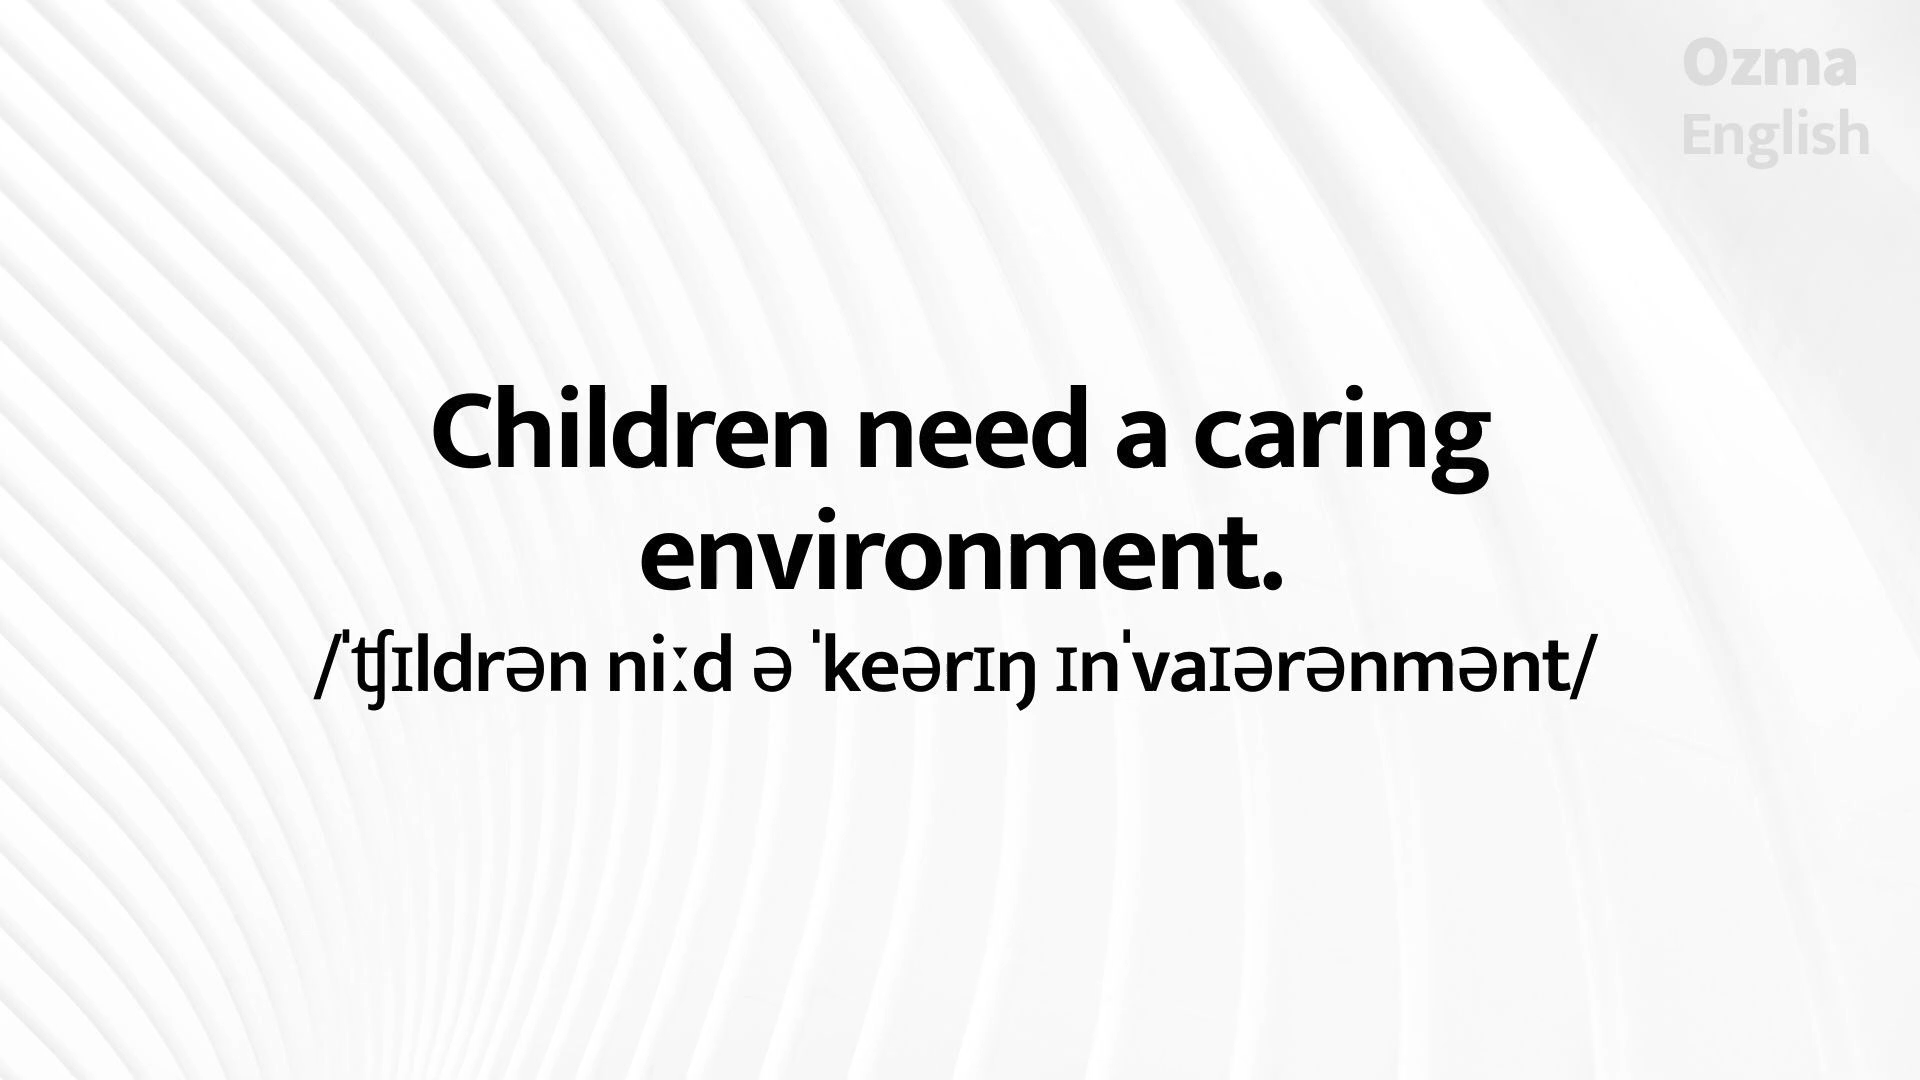 Ozma
English
Children need a caring
environment.
/ˈʧɪldrən niːd ə ˈkeərɪŋ ɪnˈvaɪərənmənt/